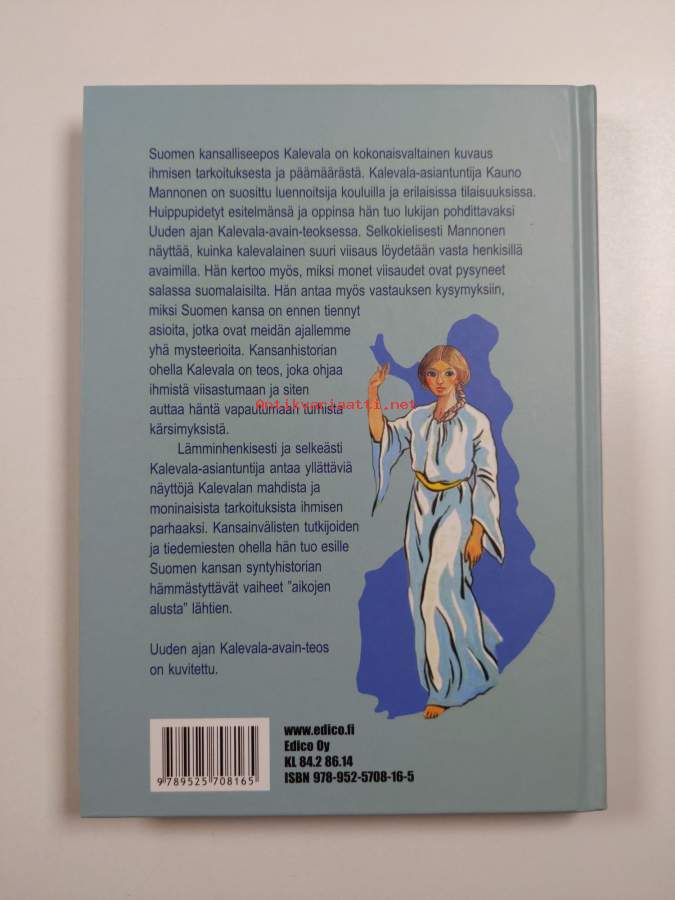 Suomen kansalliseepos Kalevala on kokonaisvaltainen kuvaus
ihmisen tarkoituksesta ja päämäärästä. Kalevala-asiantuntija Kauno
Mannonen on suosittu luennoitsija kouluilla ja erilaisissa tilaisuuksissa.
Huippupidetyt esitelmänsä ja oppinsa hän tuo lukijan pohdittavaksi
Uuden ajan Kalevala-avain-teoksessa. Selkokielisesti Mannonen
näyttää, kuinka kalevalainen suuri viisaus löydetään vasta henkisillä
avaimilla. Hän kertoo myös, miksi monet viisaudet ovat pysyneet
salassa suomalaisilta. Hän antaa myös vastauksen kysymyksiin,
miksi Suomen kansa on ennen tiennyt
asioita, jotka ovat meidän ajallemme
yhä mysteerioita. Kansanhistorian
ohella Kalevala on teos, joka ohjaa
ihmistä viisastumaan ja siten
auttaa häntä vapautumaan turhista
kärsimyksistä.
Lämminhenkisesti ja selkeästi
Kalevala-asiantuntija antaa yllättäviä
näyttöjä Kalevalan mahdista ja
moninaisista tarkoituksista ihmisen
parhaaksi. Kansainvälisten tutkijoiden
ja tiedemiesten ohella hän tuo esille
Suomen kansan syntyhistorian
hämmästyttävät vaiheet "aikojen
alusta" lähtien.
Uuden ajan Kalevala-avain-teos
on kuvitettu.
Antikvariaatti.net
www.edico.fi
Edico Oy
KL 84.2 86.14
ISBN 978-952-5708-16-5
9 789525 708165